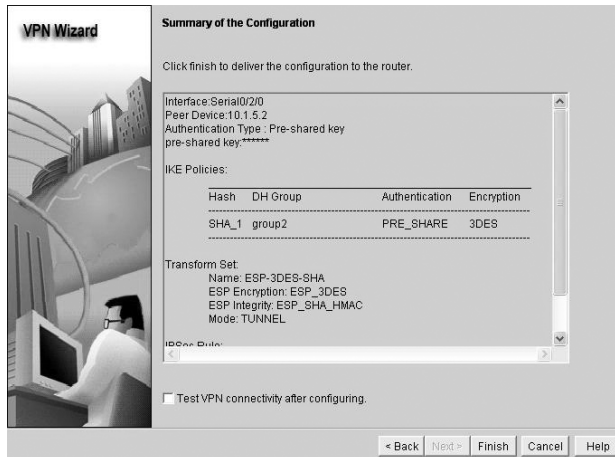 VPN Wizard
Summary of the Configuration
Click finish to deliver the configuration to the router.
Interface:Serial0/2/0
Peer Device:10.1.5.2
Authentication Type : Pre-shared key
pre-shared key:******
IKE Policies:
Hash DH Group Authentication Encryption
SHA_1 group2 PRE_SHARE 3DES
Transform Set:
Name: ESP-3DES-SHA
ESP Encryption: ESP_3DES
ESP Integrity: ESP_SHA_HMAC
Mode: TUNNEL
IPSec Rule:
Test VPN connectivity after configuring.
< Back Next > Finish Cancel Help